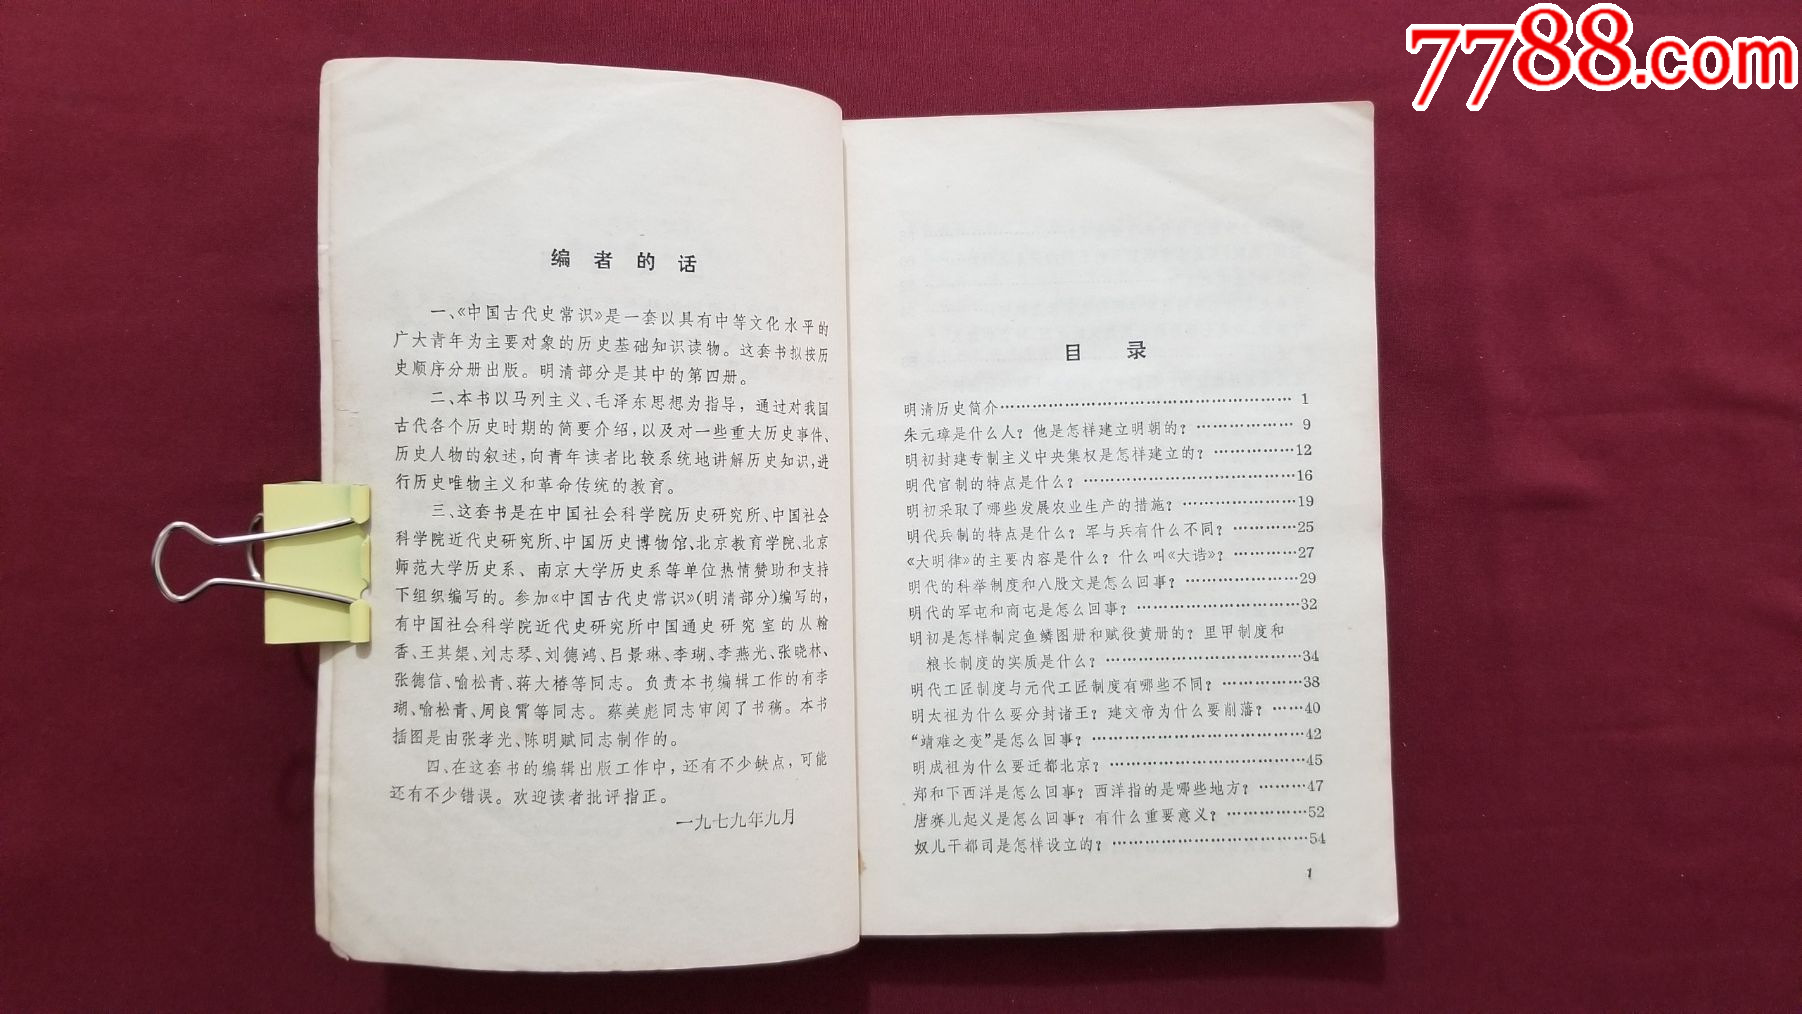 7788.com
编者的话
一、《中国古代史常识》是一套以具有中等文化水平的
广大青年为主要对象的历史基础知识读物。这套书拟按历
史顺序分册出版。明清部分是其中的第四册。
二、本书以马列主义、毛泽东思想为指导，通过对我国
古代各个历史时期的简要介绍，以及对一些重大历史事件、
历史人物的叙述，向青年读者比较系统地讲解历史知识，进
行历史唯物主义和革命传统的教育。
三、这套书是在中国社会科学院历史研究所、中国社会
科学院近代史研究所、中国历史博物馆、北京教育学院、北京
师范大学历史系、南京大学历史系等单位热情赞助和支持
下组织编写的。参加《中国古代史常识》(明清部分)编写的，
有中国社会科学院近代史研究所中国通史研究室的从翰
香、王其榘、刘志琴、刘德鸿、吕景琳、李瑚、李燕光、张晓林、
张德信、喻松青、蒋大椿等同志。负责本书编辑工作的有李
瑚、喻松青、周良霄等同志。蔡美彪同志审阅了书稿。本书
插图是由张孝光、陈明赋同志制作的。
四、在这套书的编辑出版工作中，还有不少缺点，可能
还有不少错误。欢迎读者批评指正。
一九七九年九月
目录
明清历史简介…………………………………………… 1
朱元璋是什么人？他是怎样建立明朝的？……………… 9
明初封建专制主义中央集权是怎样建立的？……………12
明代官制的特点是什么？…………………………………16
明初采取了哪些发展农业生产的措施？…………………19
明代兵制的特点是什么？军与兵有什么不同？…………25
《大明律》的主要内容是什么？什么叫《大诰》？…………27
明代的科举制度和八股文是怎么回事？…………………29
明代的军屯和商屯是怎么回事？…………………………32
明初是怎样制定鱼鳞图册和赋役黄册的？里甲制度和
粮长制度的实质是什么？…………………………………34
明代工匠制度与元代工匠制度有哪些不同？……………38
明太祖为什么要分封诸王？建文帝为什么要削藩？……40
“靖难之变”是怎么回事？…………………………………42
明成祖为什么要迁都北京？………………………………45
郑和下西洋是怎么回事？西洋指的是哪些地方？………47
唐赛儿起义是怎么回事？有什么重要意义？……………52
奴儿干都司是怎样设立的？………………………………54
1